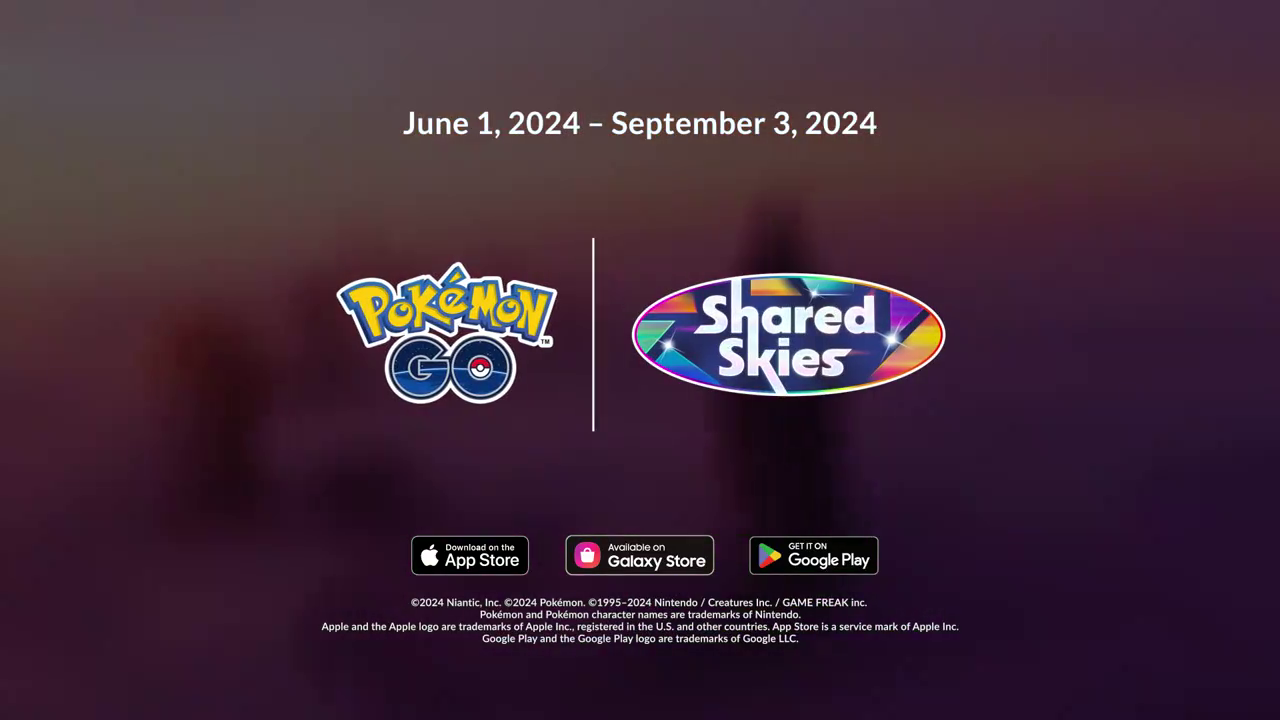 June 1, 2024 – September 3, 2024
POKéMON
GO
TM
Shared
Skies
Download on the
App Store
Available on
Galaxy Store
GET IT ON
Google Play
©2024 Niantic, Inc. ©2024 Pokémon. ©1995–2024 Nintendo / Creatures Inc. / GAME FREAK inc.
Pokémon and Pokémon character names are trademarks of Nintendo.
Apple and the Apple logo are trademarks of Apple Inc., registered in the U.S. and other countries. App Store is a service mark of Apple Inc.
Google Play and the Google Play logo are trademarks of Google LLC.